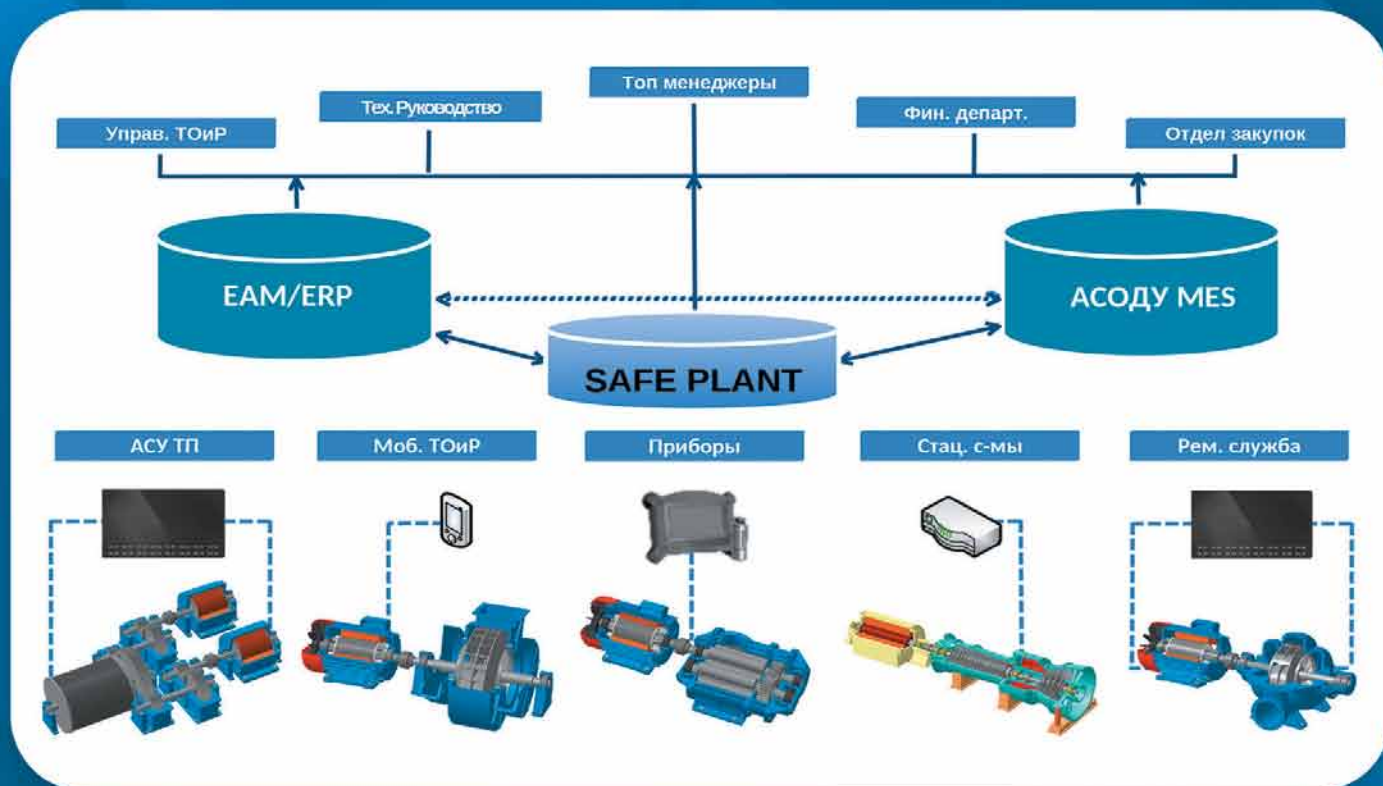 Топ менеджеры
Тех. Руководство
Фин. департ.
Управ. ТОиР
Отдел закупок
EAM/ERP
АСОДУ MES
SAFE PLANT
АСУ ТП
Моб. ТОиР
Приборы
Стац. с-мы
Рем. служба